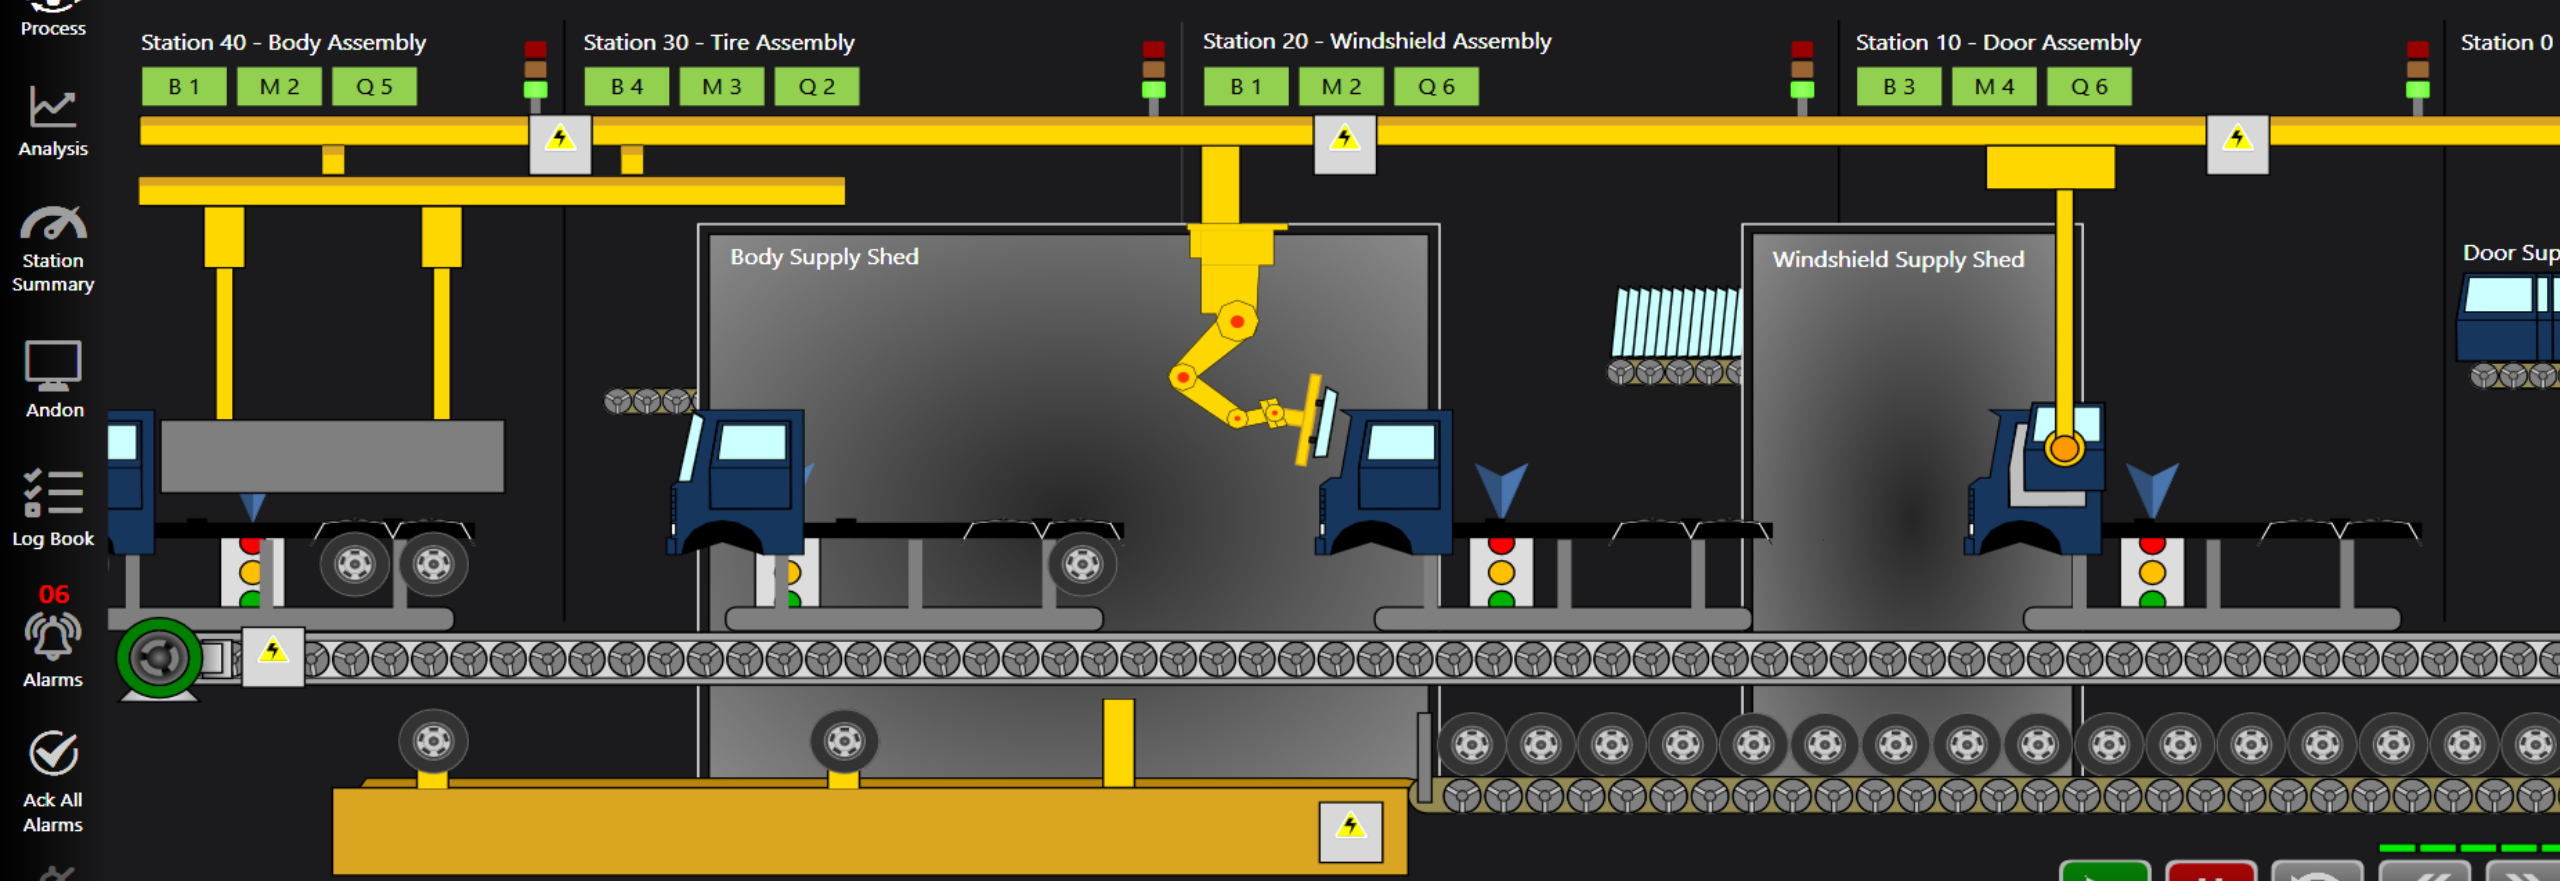 Process
Analysis
Station
Summary
Andon
Log Book
06
Alarms
Ack All
Alarms
Station 40 - Body Assembly
B 1 M 2 Q 5
Station 30 - Tire Assembly
B 4 M 3 Q 2
Station 20 - Windshield Assembly
B 1 M 2 Q 6
Station 10 - Door Assembly
B 3 M 4 Q 6
Station 0
Body Supply Shed
Windshield Supply Shed
Door Sup